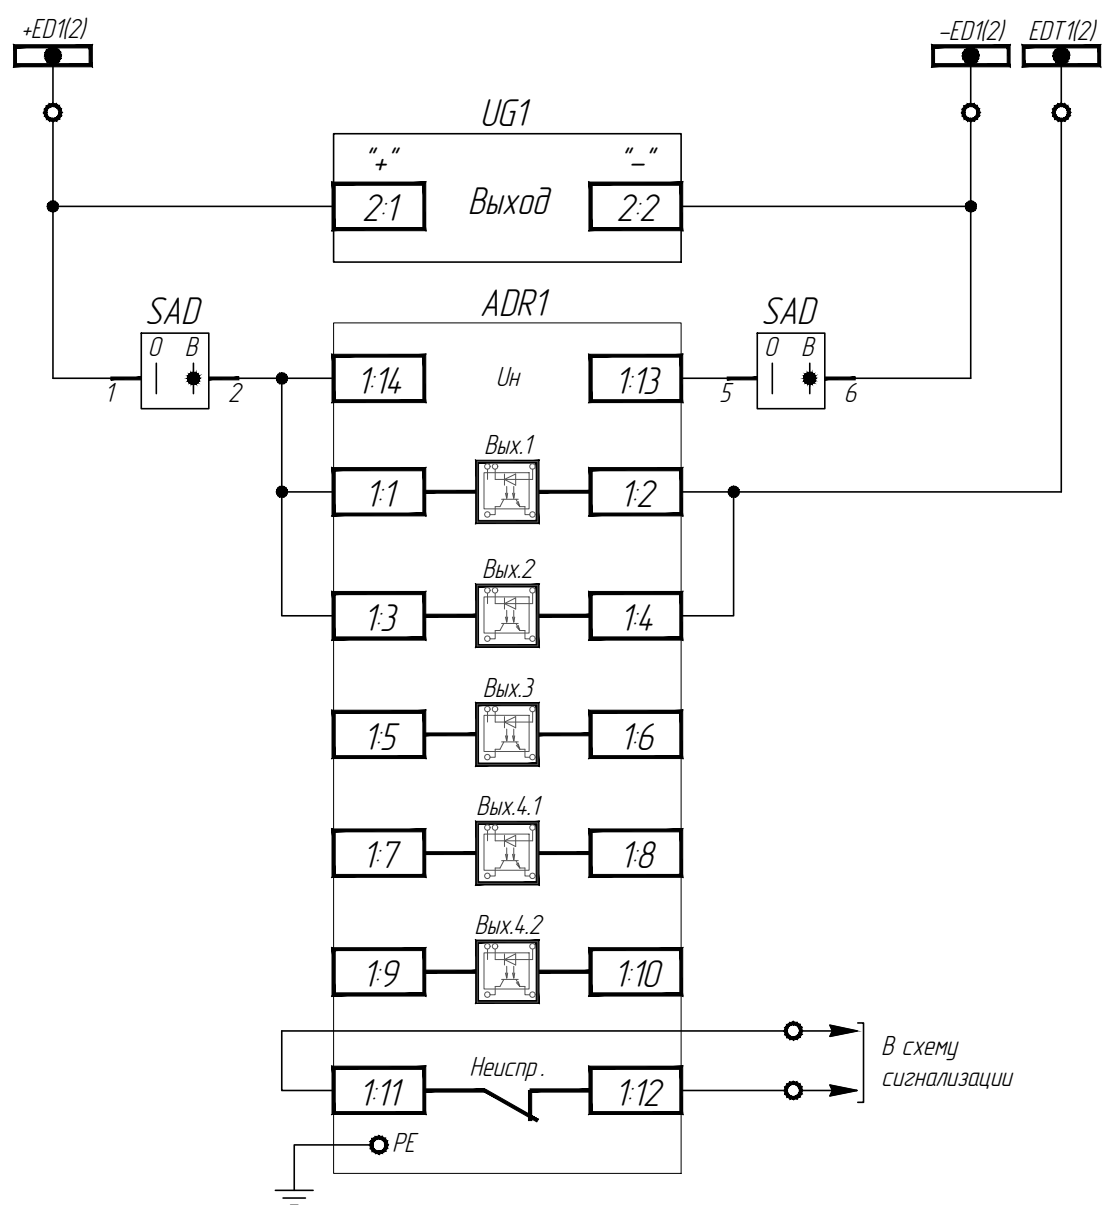 +ED1(2)
–ED1(2)
EDT1(2)
UG1
"+"
"–"
2:1
Выход
2:2
SAD
ADR1
SAD
О
В
1
2
1:14
Uн
1:13
О
В
5
6
Вых.1
1:1
1:2
Вых.2
1:3
1:4
Вых.3
1:5
1:6
Вых.4.1
1:7
1:8
Вых.4.2
1:9
1:10
Неиспр.
1:11
1:12
В схему
сигнализации
PE